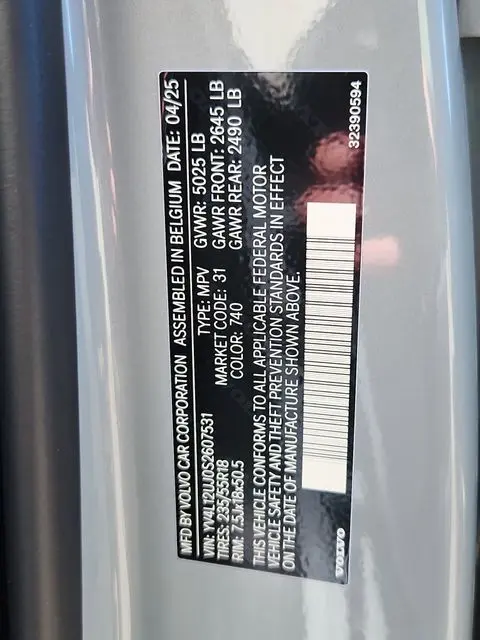 MFD BY VOLVO CAR CORPORATION ASSEMBLED IN BELGIUM DATE: 04/25
VIN: YV4L12UJ0S2607531 TYPE: MPV GVWR: 5025 LB
TIRES: 235/55R18 MARKET CODE: 31 GAWR FRONT: 2645 LB
RIM: 7.5Jx18x50.5 COLOR: 740 GAWR REAR: 2490 LB
THIS VEHICLE CONFORMS TO ALL APPLICABLE FEDERAL MOTOR
VEHICLE SAFETY AND THEFT PREVENTION STANDARDS IN EFFECT
ON THE DATE OF MANUFACTURE SHOWN ABOVE.
VOLVO 32390594